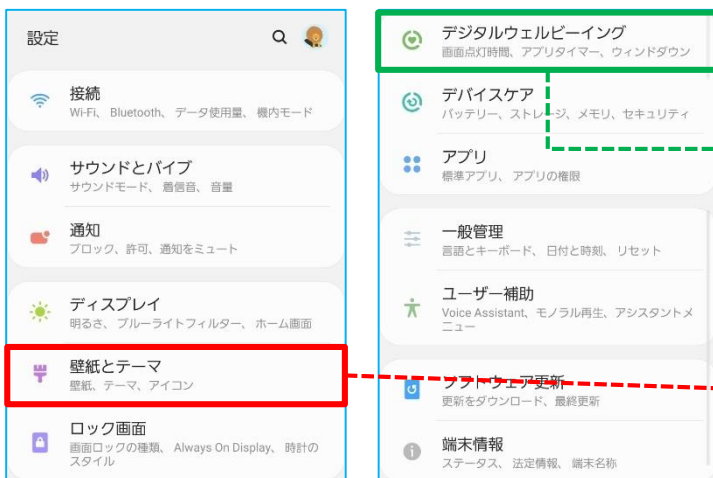 設定
接続
Wi-Fi、 Bluetooth、 データ使用量、 機内モード
サウンドとバイブ
サウンドモード、 着信音、 音量
通知
ブロック、許可、通知をミュート
ディスプレイ
明るさ、 ブルーライトフィルター、 ホーム画面
壁紙とテーマ
壁紙、テーマ、アイコン
ロック画面
画面ロックの種類、 Always On Display、 時計の
スタイル
デジタルウェルビーイング
画面点灯時間、アプリタイマー、ウィンドダウン
デバイスケア
バッテリー、ストレージ、メモリ、セキュリティ
アプリ
標準アプリ、 アプリの権限
一般管理
言語とキーボード、 日付と時刻、 リセット
ユーザー補助
Voice Assistant、モノラル再生、アシスタントメ
ニュー
ソフトウェア更新
更新をダウンロード、最終更新
端末情報
ステータス、 法定情報、 端末名称